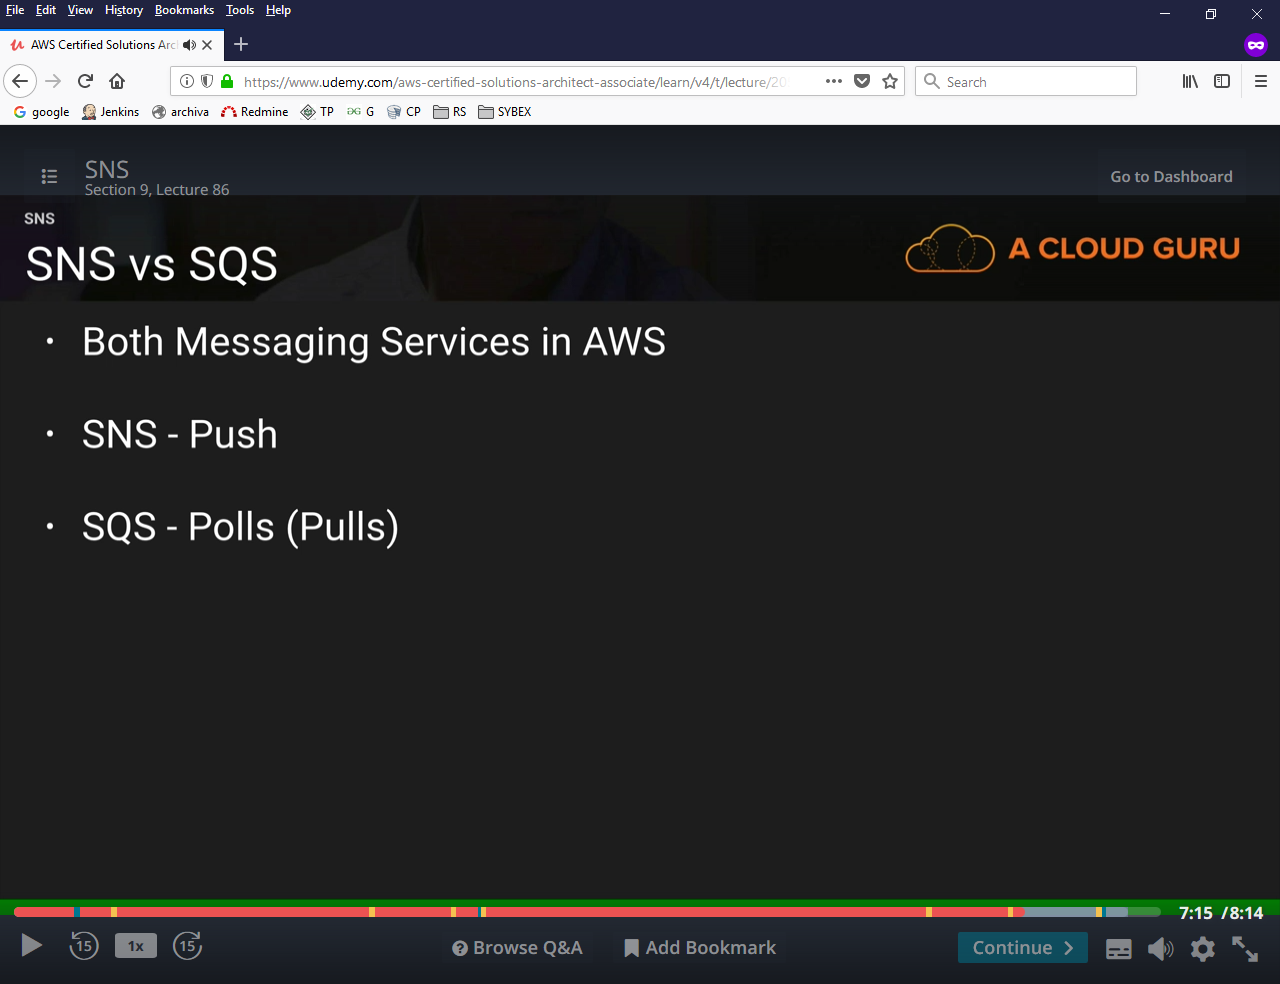 File Edit View History Bookmarks Tools Help
AWS Certified Solutions Arc
https://www.udemy.com/aws-certified-solutions-architect-associate/learn/v4/t/lecture/20
Search
google Jenkins archiva Redmine TP G CP RS SYBEX
SNS
Section 9, Lecture 86
Go to Dashboard
SNS
SNS vs SQS
A CLOUD GURU
• Both Messaging Services in AWS
• SNS - Push
• SQS - Polls (Pulls)
7:15 / 8:14
15 1x 15 Browse Q&A Add Bookmark Continue